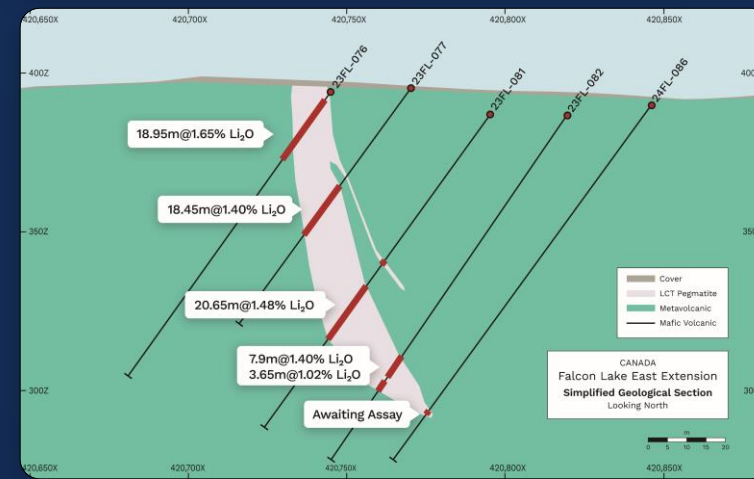 420,650X
420,700X
420,750X
420,800X
420,850X
400Z
400
23FL-076
23FL-077
23FL-081
23FL-082
24FL-086
18.95m@1.65% Li₂O
18.45m@1.40% Li₂O
350Z
350
20.65m@1.48% Li₂O
7.9m@1.40% Li₂O
3.65m@1.02% Li₂O
Awaiting Assay
300Z
Cover
LCT Pegmatite
Metavolcanic
Mafic Volcanic
CANADA
Falcon Lake East Extension
Simplified Geological Section
Looking North
m
0 5 10 15 20
420,650X
420,700X
420,750X
420,800X
420,850X